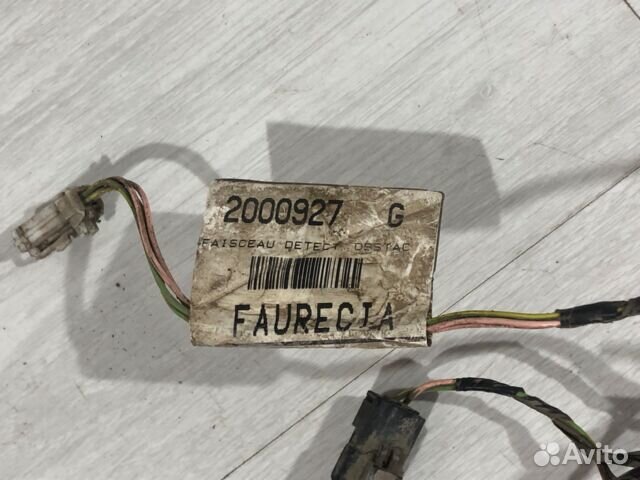 2000927 G
FAISCEAU DETECT OBSTAC
FAURECIA
Avito